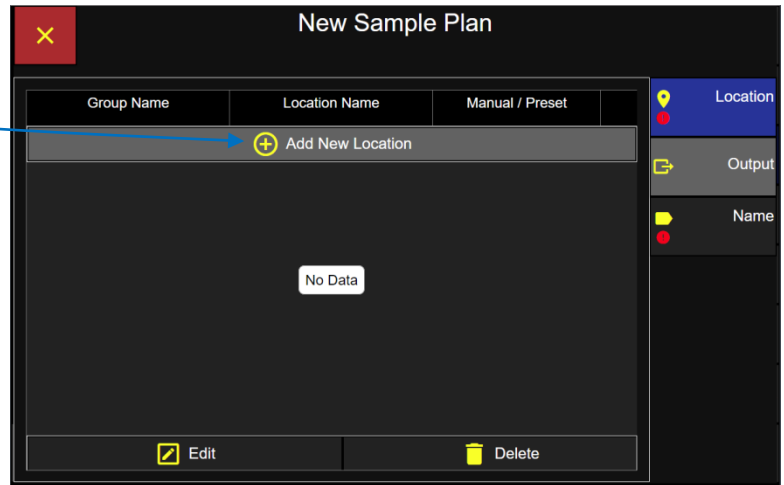 New Sample Plan
Group Name Location Name Manual / Preset
Add New Location
No Data
Edit Delete
Location
Output
Name